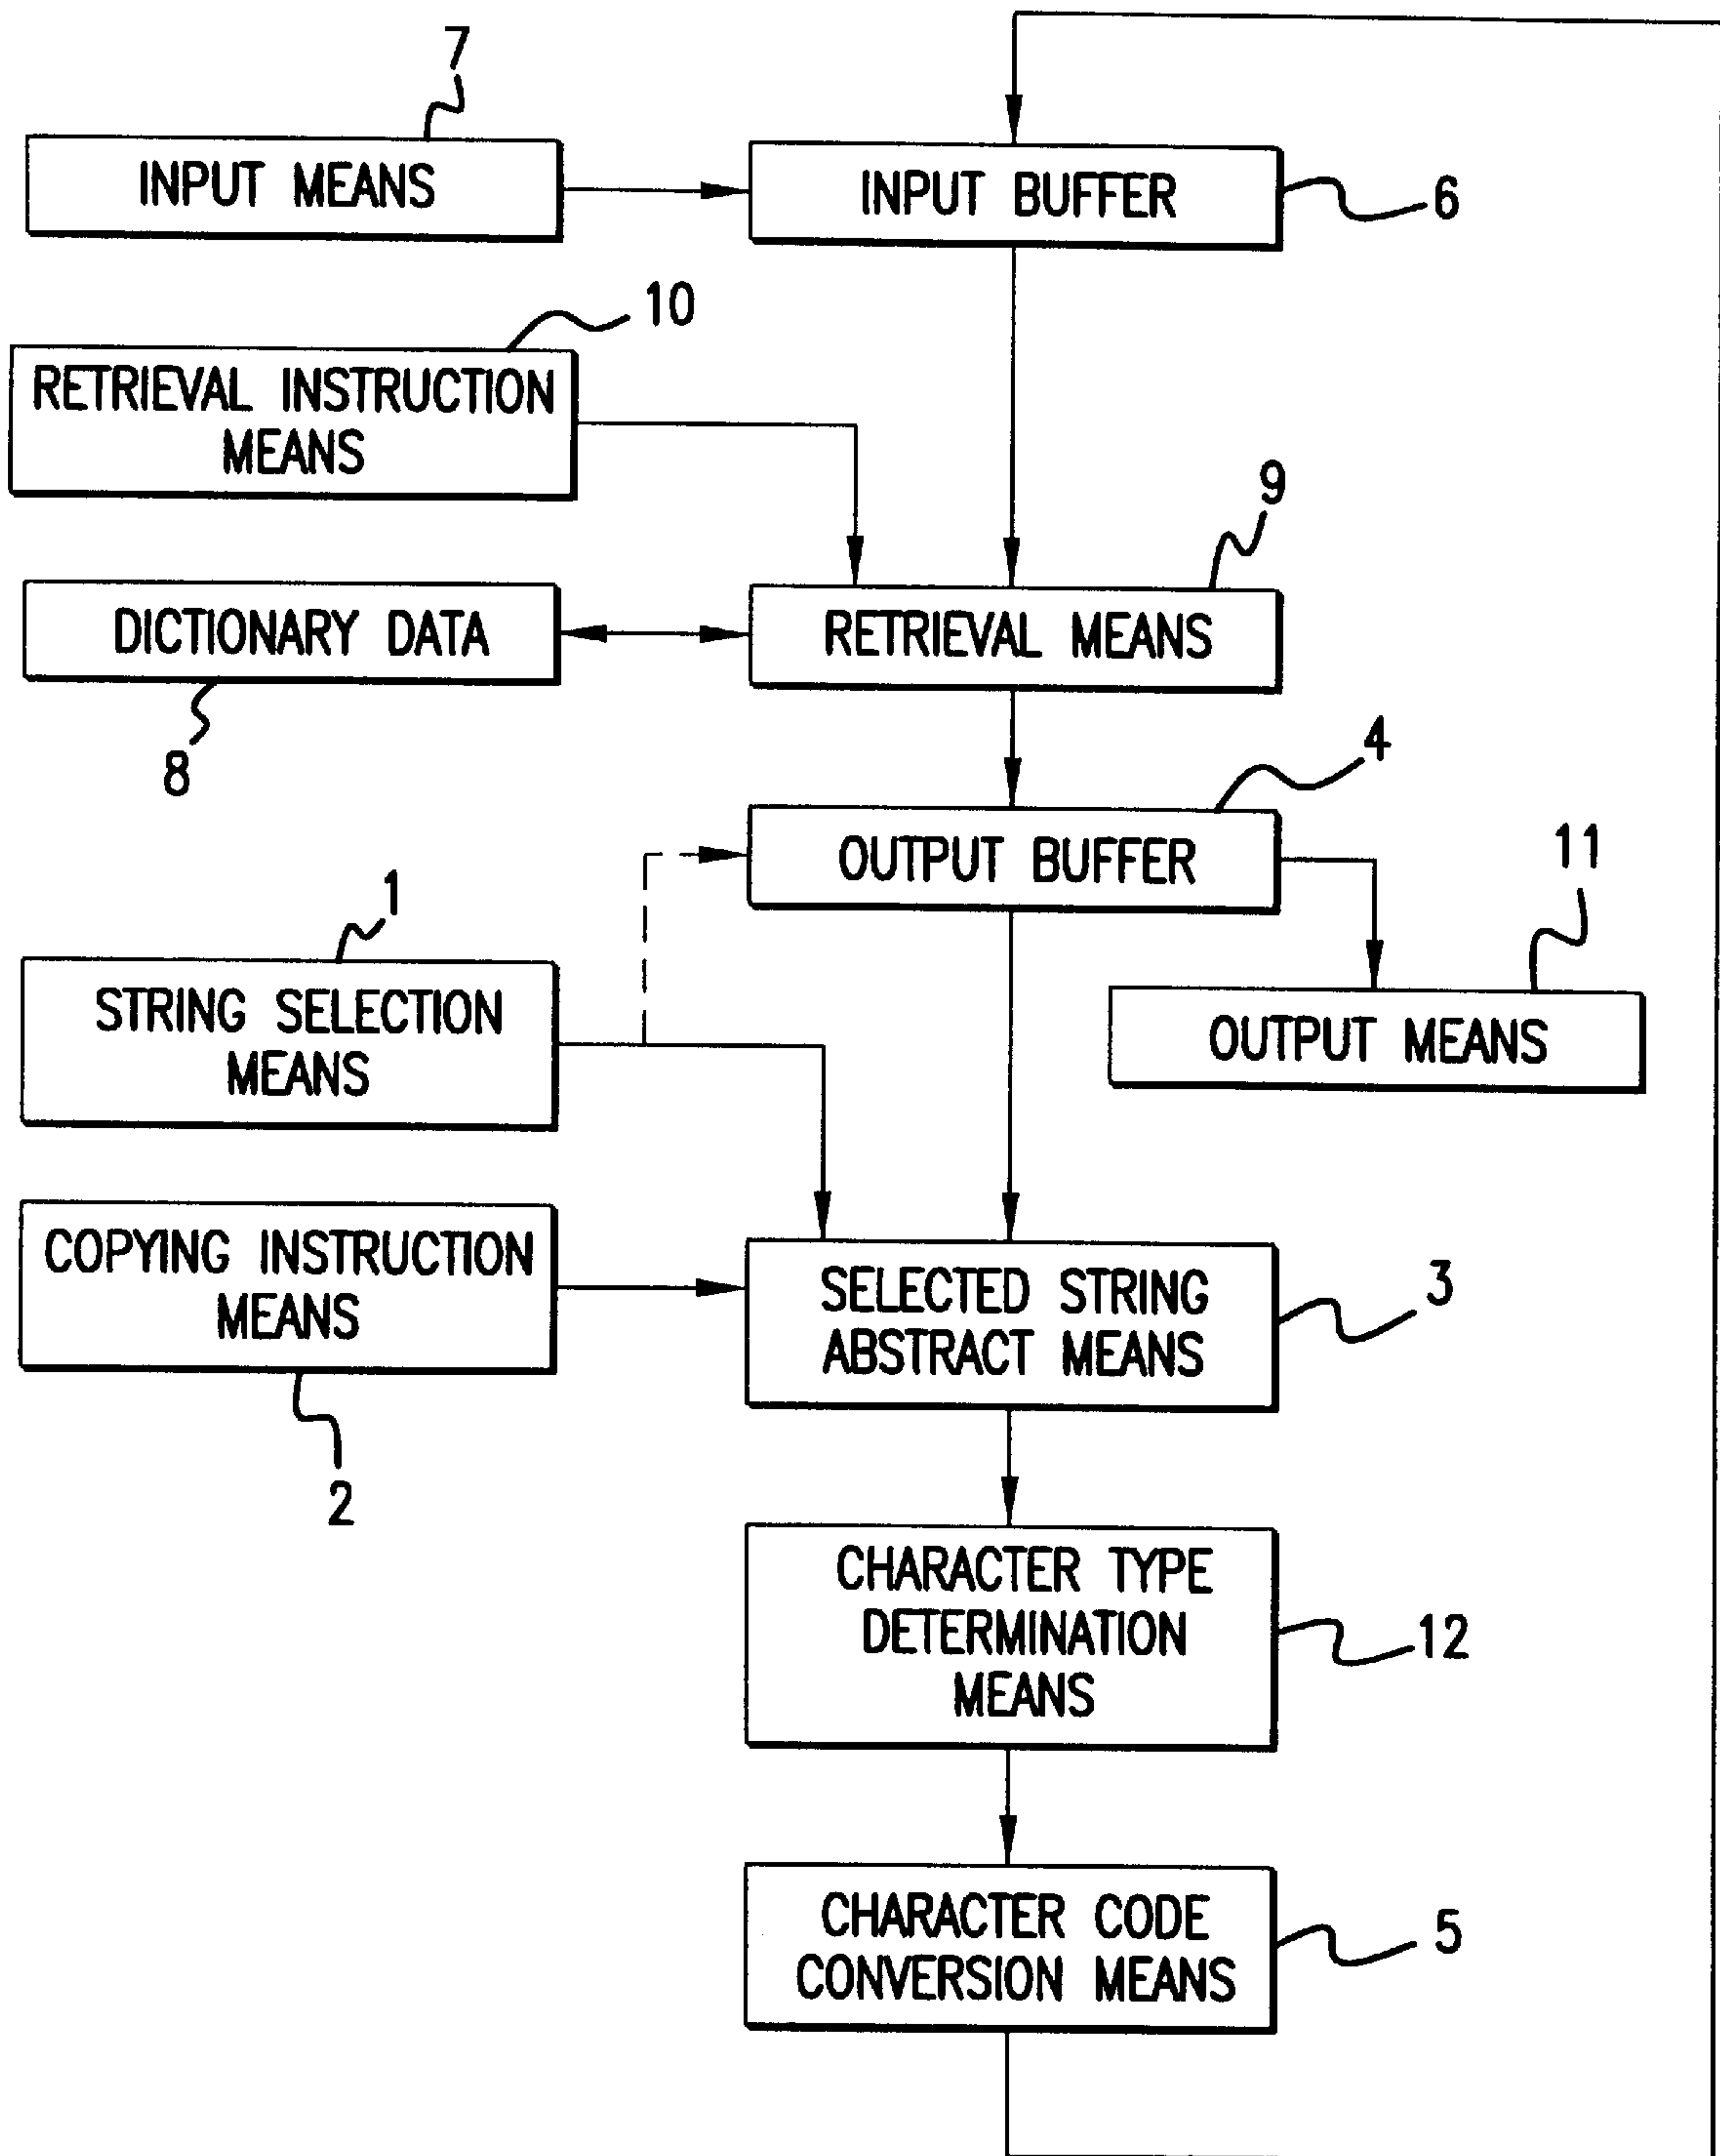 7
INPUT MEANS
INPUT BUFFER
6
10
RETRIEVAL INSTRUCTION
MEANS
9
DICTIONARY DATA
RETRIEVAL MEANS
8
4
OUTPUT BUFFER
11
1
STRING SELECTION
MEANS
OUTPUT MEANS
COPYING INSTRUCTION
MEANS
SELECTED STRING
ABSTRACT MEANS
3
2
CHARACTER TYPE
DETERMINATION
MEANS
12
CHARACTER CODE
CONVERSION MEANS
5